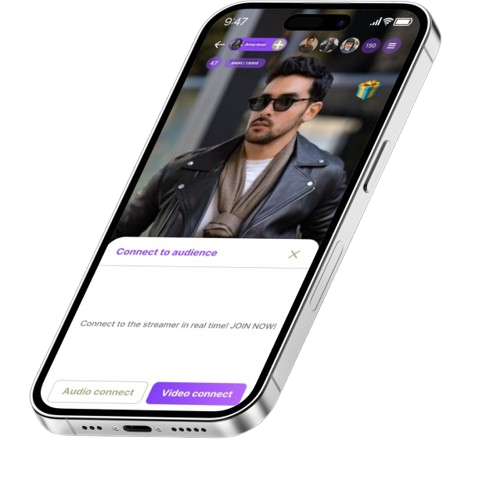 9:47
150
47
Connect to audience
Connect to the streamer in real time! JOIN NOW!
Audio connect
Video connect